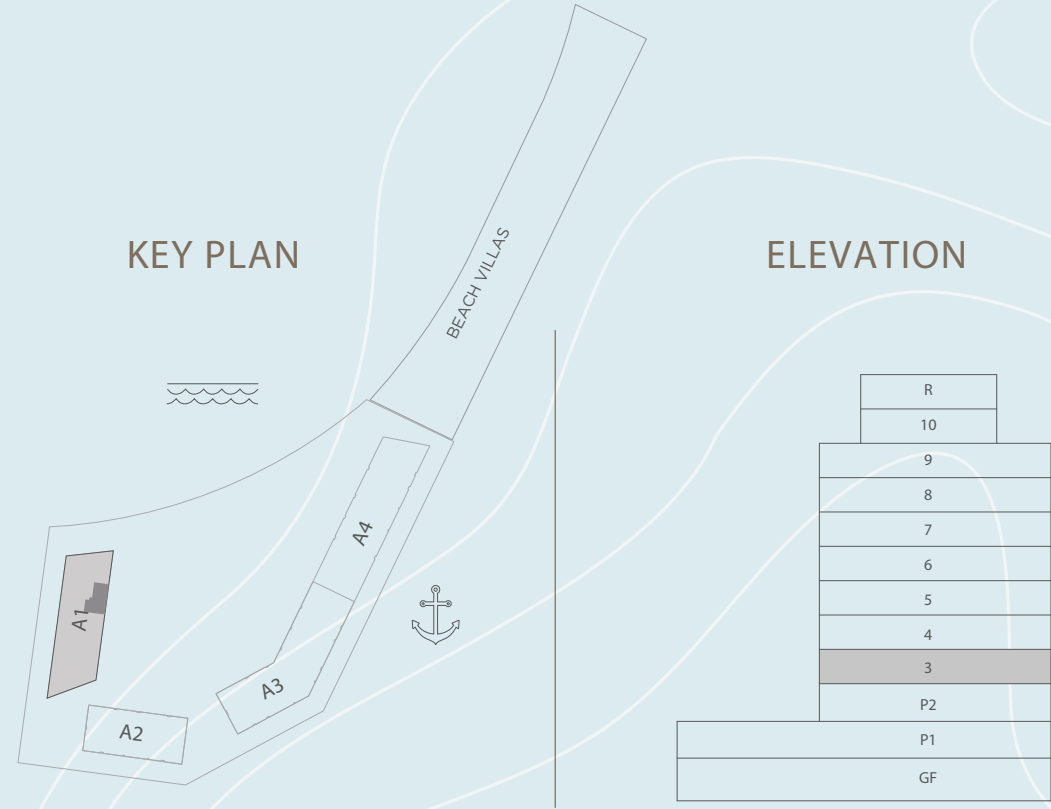 KEY PLAN
BEACH VILLAS
A4
A1
A3
A2
ELEVATION
R
10
9
8
7
6
5
4
3
P2
P1
GF